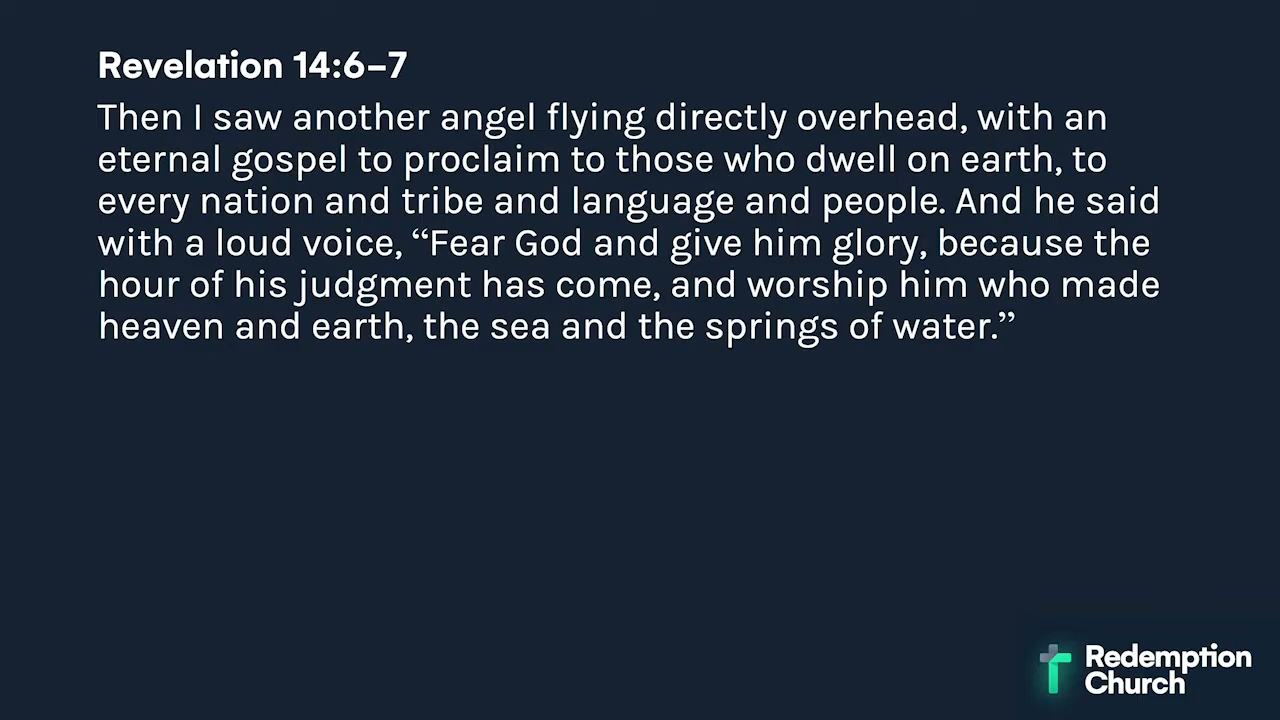 Revelation 14:6–7
Then I saw another angel flying directly overhead, with an
eternal gospel to proclaim to those who dwell on earth, to
every nation and tribe and language and people. And he said
with a loud voice, “Fear God and give him glory, because the
hour of his judgment has come, and worship him who made
heaven and earth, the sea and the springs of water.”
Redemption
Church